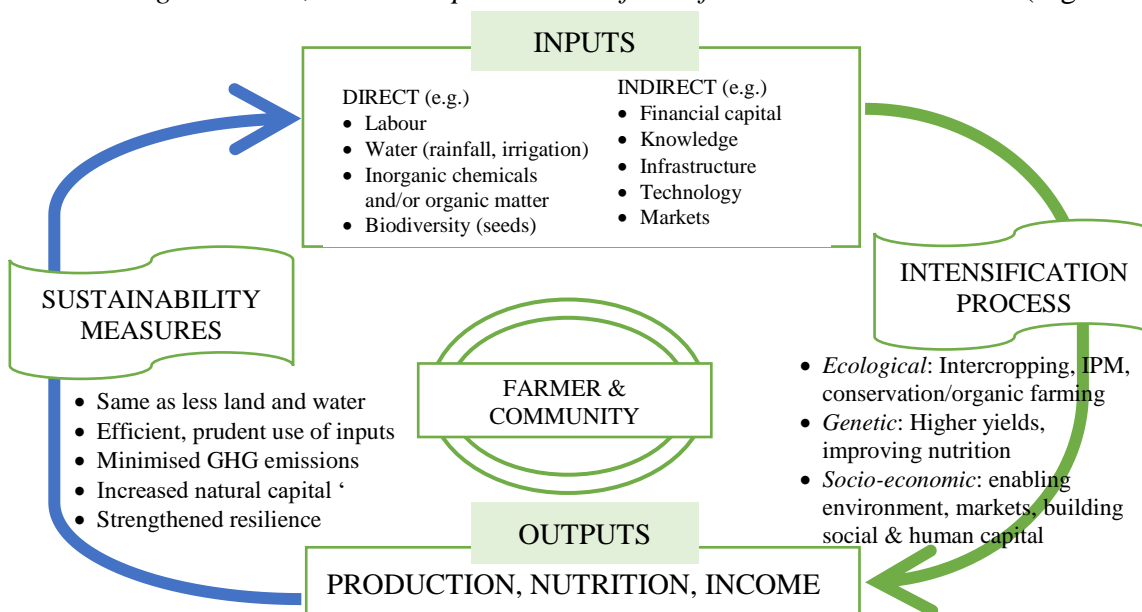 INPUTS
DIRECT (e.g.)
• Labour
• Water (rainfall, irrigation)
• Inorganic chemicals
and/or organic matter
• Biodiversity (seeds)
INDIRECT (e.g.)
• Financial capital
• Knowledge
• Infrastructure
• Technology
• Markets
SUSTAINABILITY
MEASURES
• Same as less land and water
• Efficient, prudent use of inputs
• Minimised GHG emissions
• Increased natural capital ‘
• Strengthened resilience
FARMER &
COMMUNITY
INTENSIFICATION
PROCESS
• Ecological: Intercropping, IPM,
conservation/organic farming
• Genetic: Higher yields,
improving nutrition
• Socio-economic: enabling
environment, markets, building
social & human capital
OUTPUTS
PRODUCTION, NUTRITION, INCOME